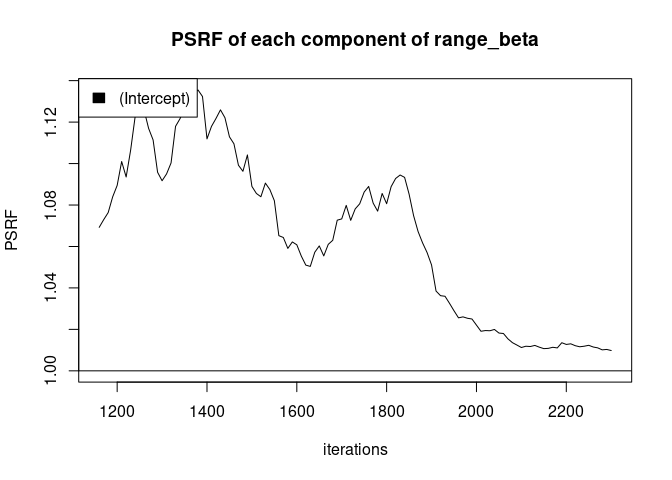 PSRF of each component of range_beta
(Intercept)
PSRF
1.12
1.08
1.04
1.00
1200 1400 1600 1800 2000 2200
iterations